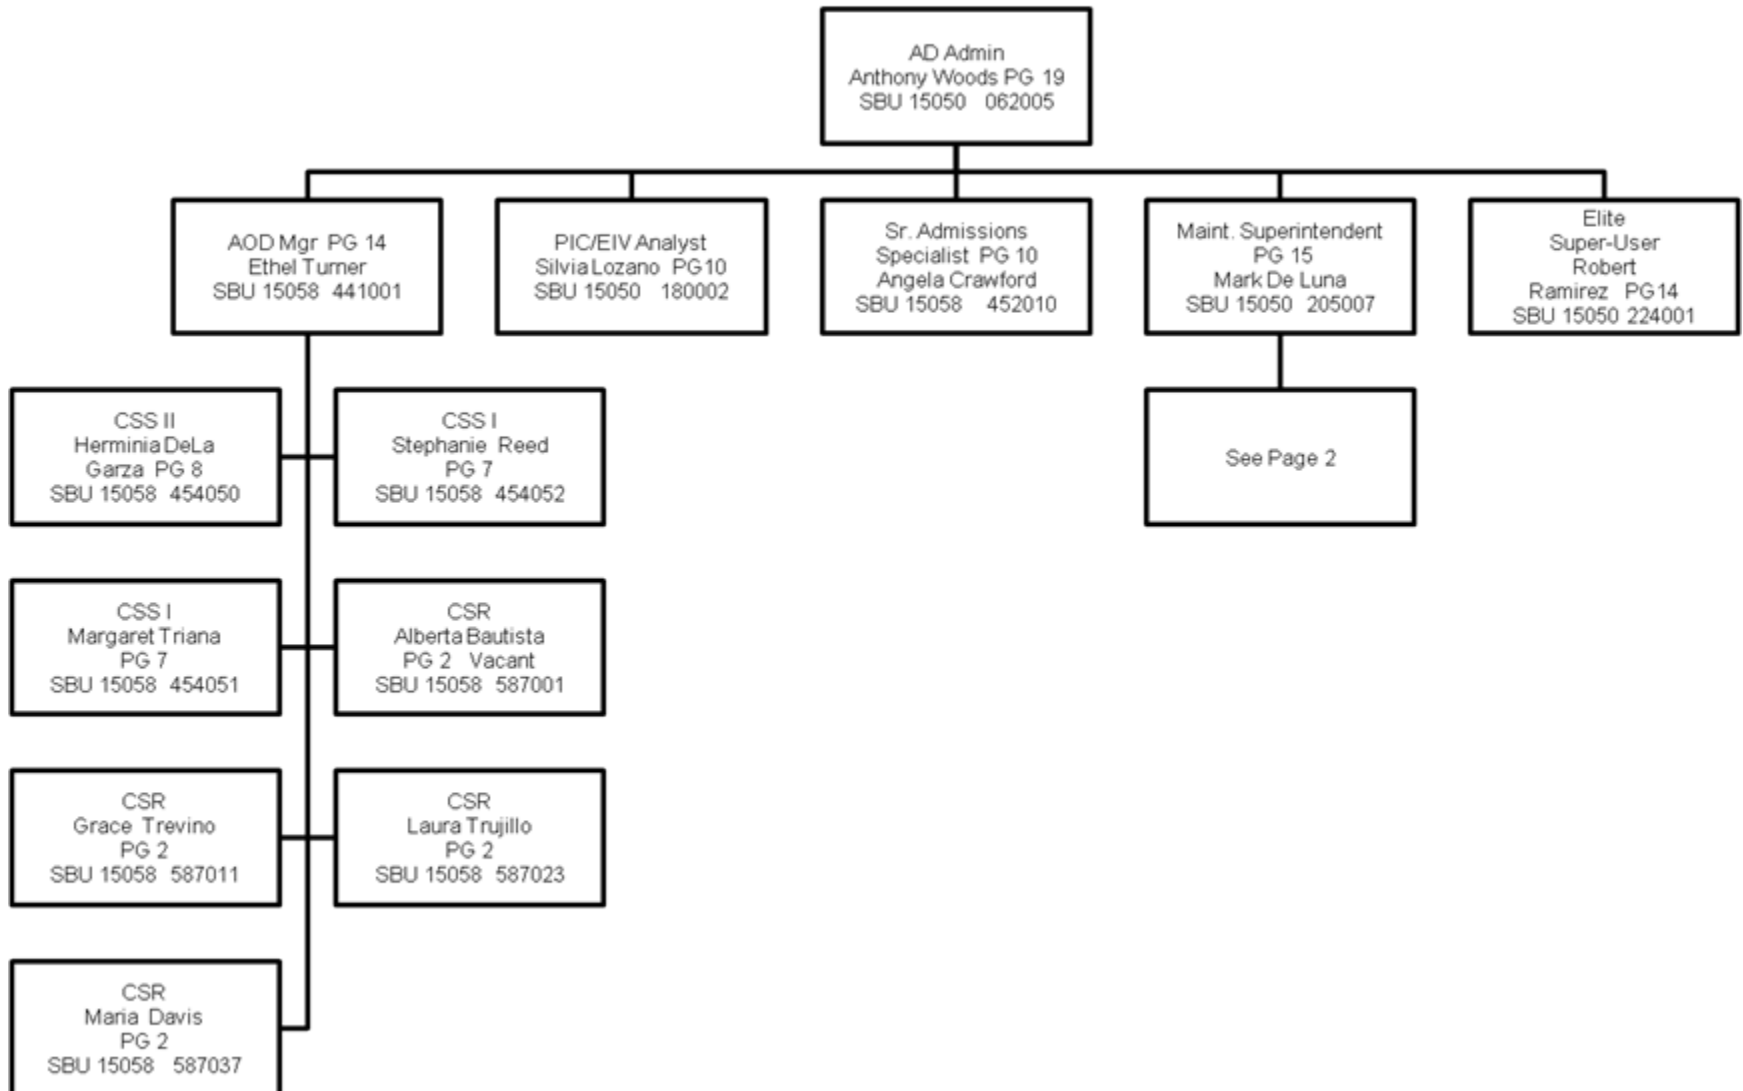 AD Admin
Anthony Woods PG 19
SBU 15050 062005
AOD Mgr PG 14
Ethel Turner
SBU 15058 441001
PIC/EIV Analyst
Silvia Lozano PG10
SBU 15050 180002
Sr. Admissions
Specialist PG 10
Angela Crawford
SBU 15058 452010
Maint. Superintendent
PG 15
Mark De Luna
SBU 15050 205007
Elite
Super-User
Robert
Ramirez PG14
SBU 15050 224001
CSS II
Herminia DeLa
Garza PG 8
SBU 15058 454050
CSS I
Stephanie Reed
PG 7
SBU 15058 454052
See Page 2
CSS I
Margaret Triana
PG 7
SBU 15058 454051
CSR
Alberta Bautista
PG 2 Vacant
SBU 15058 587001
CSR
Grace Trevino
PG 2
SBU 15058 587011
CSR
Laura Trujillo
PG 2
SBU 15058 587023
CSR
Maria Davis
PG 2
SBU 15058 587037